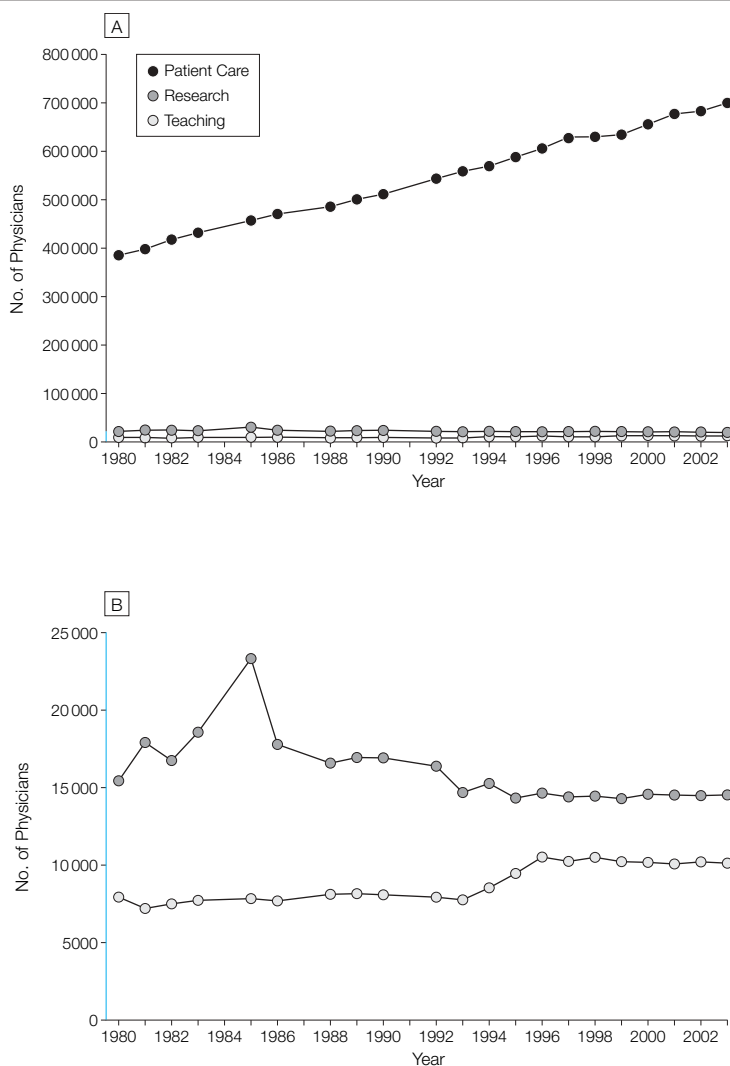 A
800 000
Patient Care
Research
Teaching
700 000
600 000
500 000
400 000
300 000
200 000
100 000
0
No. of Physicians
1980 1982 1984 1986 1988 1990 1992 1994 1996 1998 2000 2002
Year
B
25 000
20 000
15 000
10 000
5000
0
No. of Physicians
1980 1982 1984 1986 1988 1990 1992 1994 1996 1998 2000 2002
Year